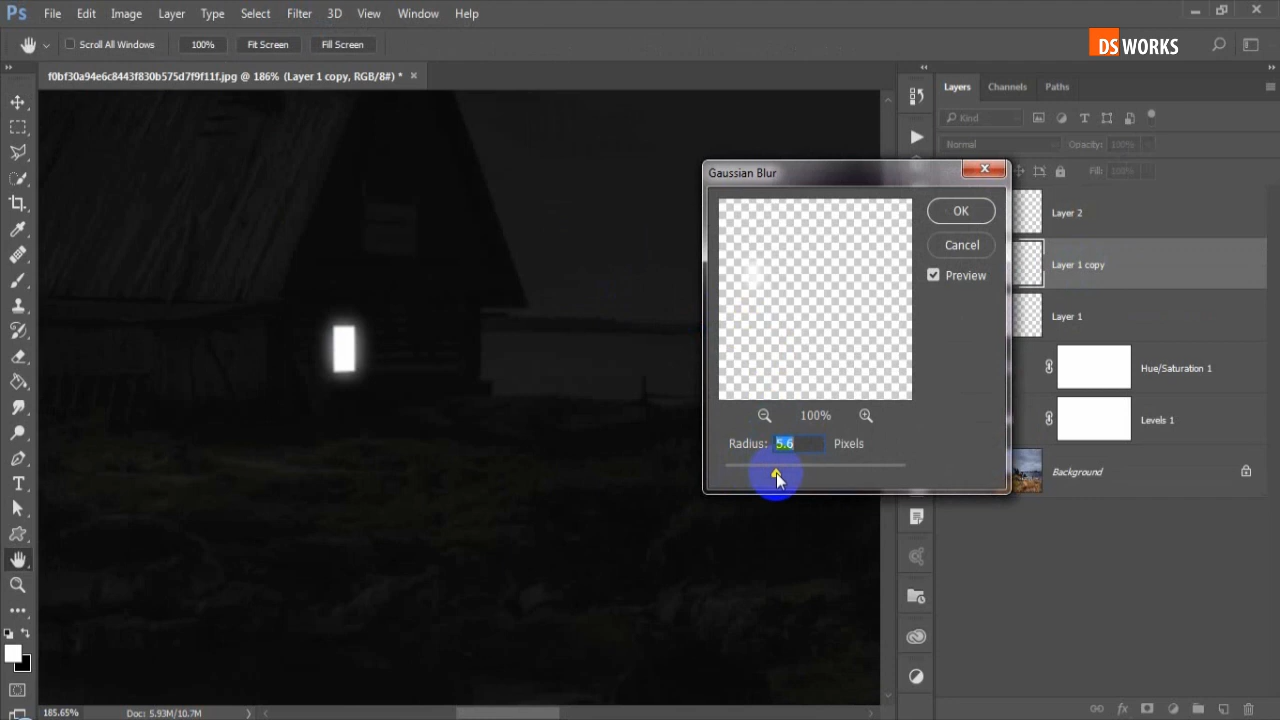 Ps File Edit Image Layer Type Select Filter 3D View Window Help
Scroll All Windows 100% Fit Screen Fill Screen
DS WORKS
f0bf30a94e6c8443f830b575d7f9f11f.jpg @ 186% (Layer 1 copy, RGB/8#) *
Layers Channels Paths
Kind
Normal Opacity: 100%
Fill: 100%
Gaussian Blur
OK
Cancel
Preview
100%
Radius: 5.6 Pixels
Layer 2
Layer 1 copy
Layer 1
Hue/Saturation 1
Levels 1
Background
185.65% Doc: 5.93M/10.7M